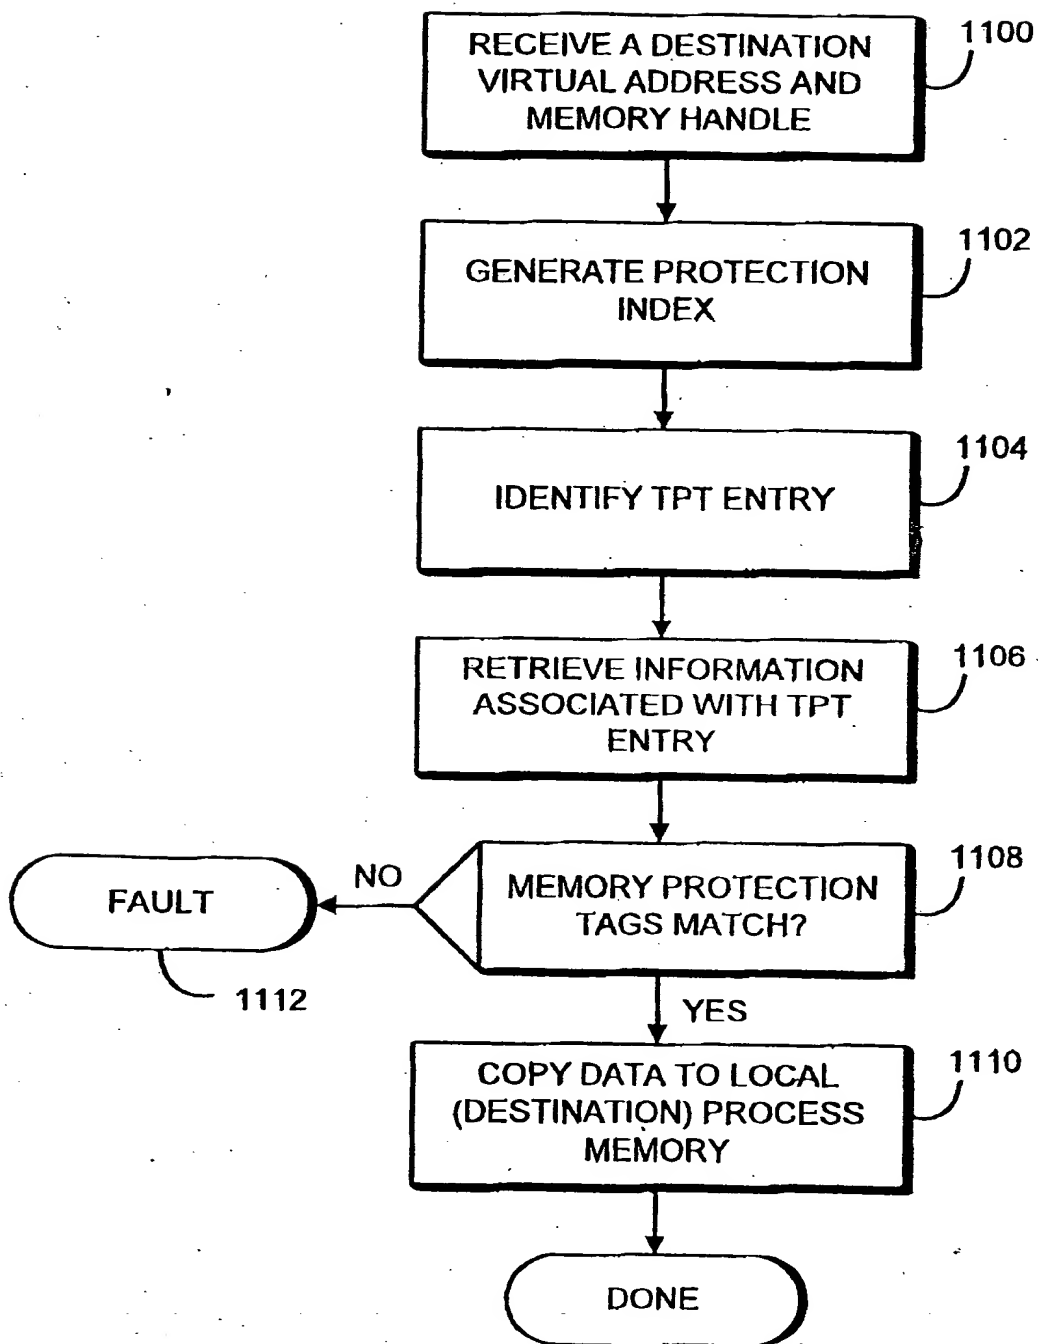 RECEIVE A DESTINATION
VIRTUAL ADDRESS AND
MEMORY HANDLE
1100
GENERATE PROTECTION
INDEX
1102
IDENTIFY TPT ENTRY
1104
RETRIEVE INFORMATION
ASSOCIATED WITH TPT
ENTRY
1106
MEMORY PROTECTION
TAGS MATCH?
1108
NO
FAULT
1112
YES
COPY DATA TO LOCAL
(DESTINATION) PROCESS
MEMORY
1110
DONE